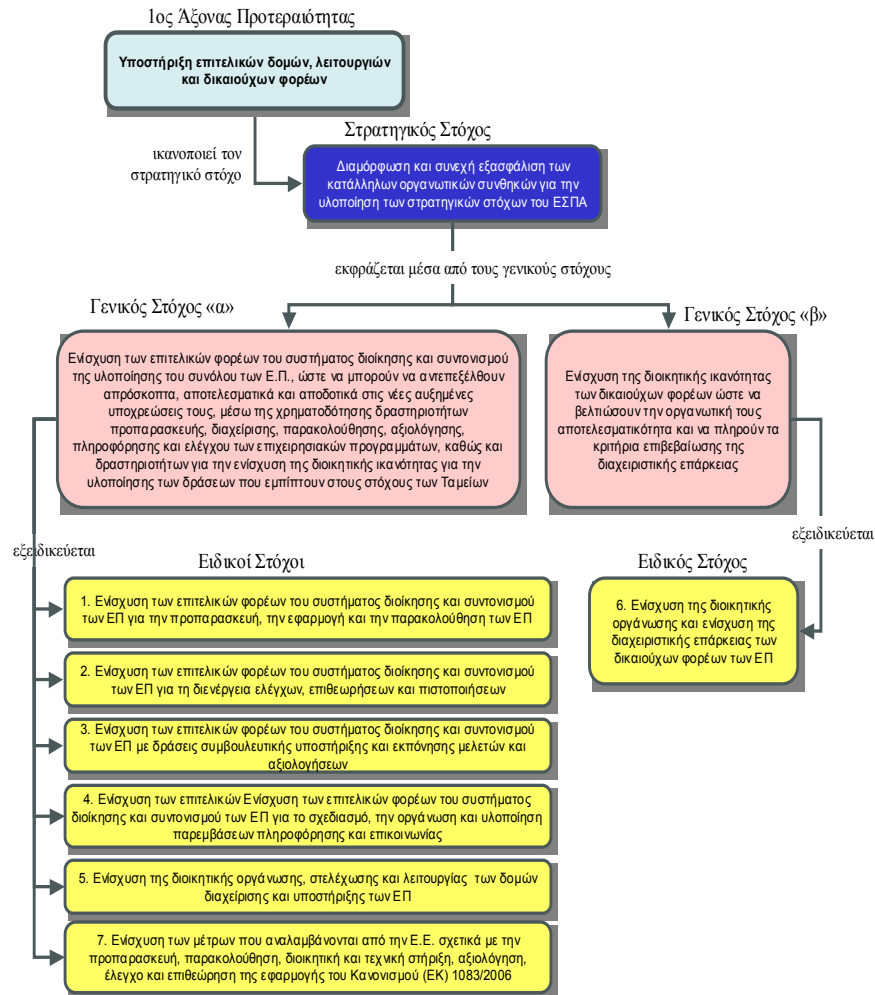 1ος Άξονας Προτεραιότητας
Υποστήριξη επιτελικών δομών, λειτουργιών
και δικαιούχων φορέων
Στρατηγικός Στόχος
ικανοποιεί τον
στρατηγικό στόχο
Διαμόρφωση και συνεχή εξασφάλιση των
κατάλληλων οργανωτικών συνθηκών για την
υλοποίηση των στρατηγικών στόχων του ΕΣΠΑ
εκφράζεται μέσα από τους γενικούς στόχους
Γενικός Στόχος «α»
Ενίσχυση των επιτελικών φορέων του συστήματος διοίκησης και συντονισμού
της υλοποίησης του συνόλου των Ε.Π., ώστε να μπορούν να αντεπεξέλθουν
απρόσκοπτα, αποτελεσματικά και αποδοτικά στις νέες αυξημένες
υποχρεώσεις τους, μέσω της χρηματοδότησης δραστηριοτήτων
προπαρασκευής, διαχείρισης, παρακολούθησης, αξιολόγησης,
πληροφόρησης και ελέγχου των επιχειρησιακών προγραμμάτων, καθώς και
δραστηριοτήτων για την ενίσχυση της διοικητικής ικανότητας για την
υλοποίησης των δράσεων που εμπίπτουν στους στόχους των Ταμείων
Γενικός Στόχος «β»
Ενίσχυση της διοικητικής ικανότητας
των δικαιούχων φορέων ώστε να
βελτιώσουν την οργανωτική τους
αποτελεσματικότητα και να πληρούν τα
κριτήρια επιβεβαίωσης της
διαχειριστικής επάρκειας
εξειδικεύεται
Ειδικοί Στόχοι
1. Ενίσχυση των επιτελικών φορέων του συστήματος διοίκησης και συντονισμού
των ΕΠ για την προπαρασκευή, την εφαρμογή και την παρακολούθηση των ΕΠ
2. Ενίσχυση των επιτελικών φορέων του συστήματος διοίκησης και συντονισμού
των ΕΠ για τη διενέργεια ελέγχων, επιθεωρήσεων και πιστοποιήσεων
3. Ενίσχυση των επιτελικών φορέων του συστήματος διοίκησης και συντονισμού
των ΕΠ με δράσεις συμβουλευτικής υποστήριξης και εκπόνησης μελετών και
αξιολογήσεων
4. Ενίσχυση των επιτελικών Ενίσχυση των επιτελικών φορέων του συστήματος
διοίκησης και συντονισμού των ΕΠ για το σχεδιασμό, την οργάνωση και υλοποίηση
παρεμβάσεων πληροφόρησης και επικοινωνίας
5. Ενίσχυση της διοικητικής οργάνωσης, στελέχωσης και λειτουργίας των δομών
διαχείρισης και υποστήριξης των ΕΠ
7. Ενίσχυση των μέτρων που αναλαμβάνονται από την Ε.Ε. σχετικά με την
προπαρασκευή, παρακολούθηση, διοικητική και τεχνική στήριξη, αξιολόγηση,
έλεγχο και επιθεώρηση της εφαρμογής του Κανονισμού (ΕΚ) 1083/2006
εξειδικεύεται
Ειδικός Στόχος
6. Ενίσχυση της διοικητικής
οργάνωσης και ενίσχυση της
διαχειριστικής επάρκειας των
δικαιούχων φορέων των ΕΠ